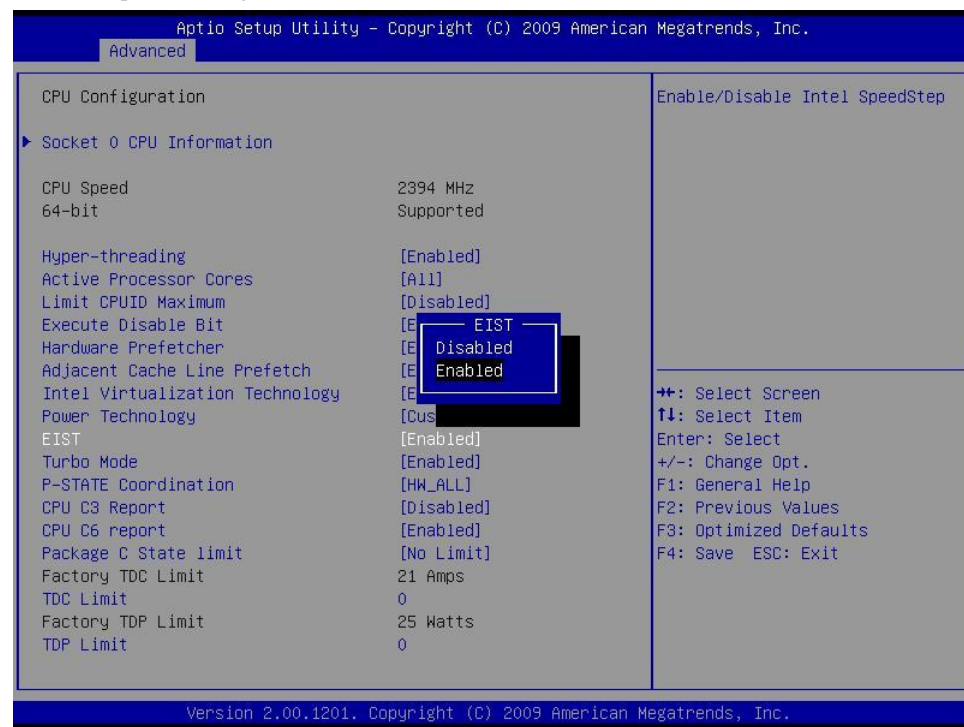 Aptio Setup Utility – Copyright (C) 2009 American Megatrends, Inc.
Advanced
CPU Configuration
Socket 0 CPU Information
CPU Speed 2394 MHz
64-bit Supported
Hyper-threading [Enabled]
Active Processor Cores [All]
Limit CPUID Maximum [Disabled]
Execute Disable Bit [E
Hardware Prefetcher [E
Adjacent Cache Line Prefetch [E
Intel Virtualization Technology [E
Power Technology [Cus
EIST [Enabled]
Turbo Mode [Enabled]
P-STATE Coordination [HW_ALL]
CPU C3 Report [Disabled]
CPU C6 report [Enabled]
Package C State limit [No Limit]
Factory TDC Limit 21 Amps
TDC Limit 0
Factory TDP Limit 25 Watts
TDP Limit 0
EIST
Disabled
Enabled
Enable/Disable Intel SpeedStep
→←: Select Screen
↑↓: Select Item
Enter: Select
+/-: Change Opt.
F1: General Help
F2: Previous Values
F3: Optimized Defaults
F4: Save ESC: Exit
Version 2.00.1201. Copyright (C) 2009 American Megatrends, Inc.